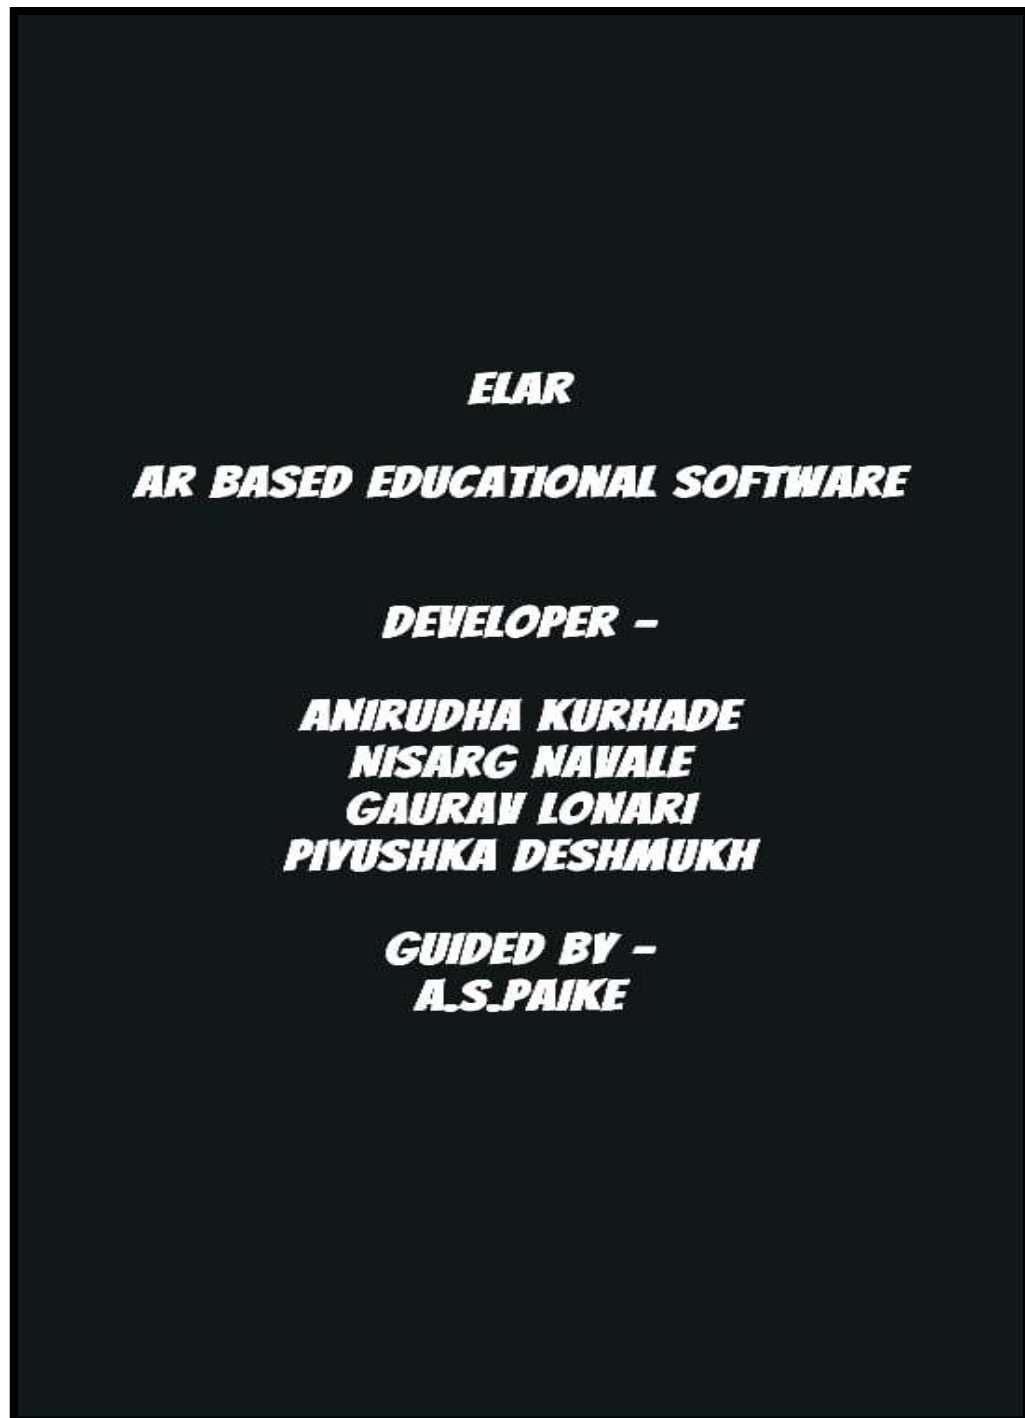 ELAR
AR BASED EDUCATIONAL SOFTWARE
DEVELOPER -
ANIRUDHA KURHADE
NISARG NAVALE
GAURAV LONARI
PIYUSHKA DESHMUKH
GUIDED BY -
A.S.PAIKE